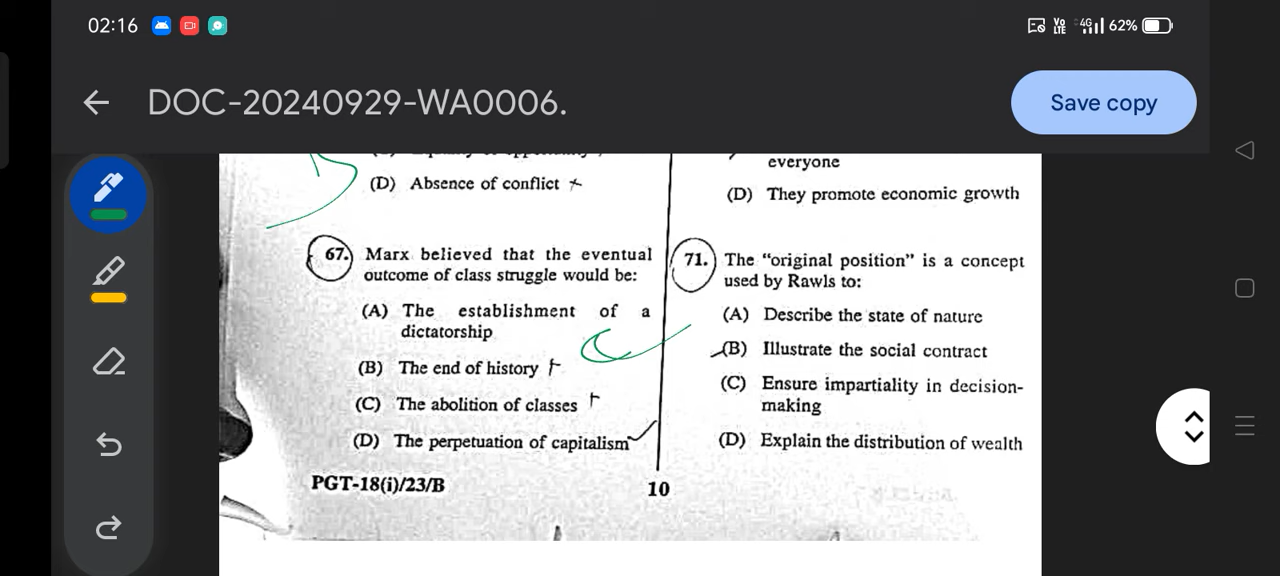 02:16
Vo LTE 4G 62%
DOC-20240929-WA0006.
Save copy
(D) Absence of conflict
67. Marx believed that the eventual
outcome of class struggle would be:
(A) The establishment of a
dictatorship
(B) The end of history
(C) The abolition of classes
(D) The perpetuation of capitalism
PGT-18(i)/23/B
10
everyone
(D) They promote economic growth
71. The “original position” is a concept
used by Rawls to:
(A) Describe the state of nature
(B) Illustrate the social contract
(C) Ensure impartiality in decision-
making
(D) Explain the distribution of wealth